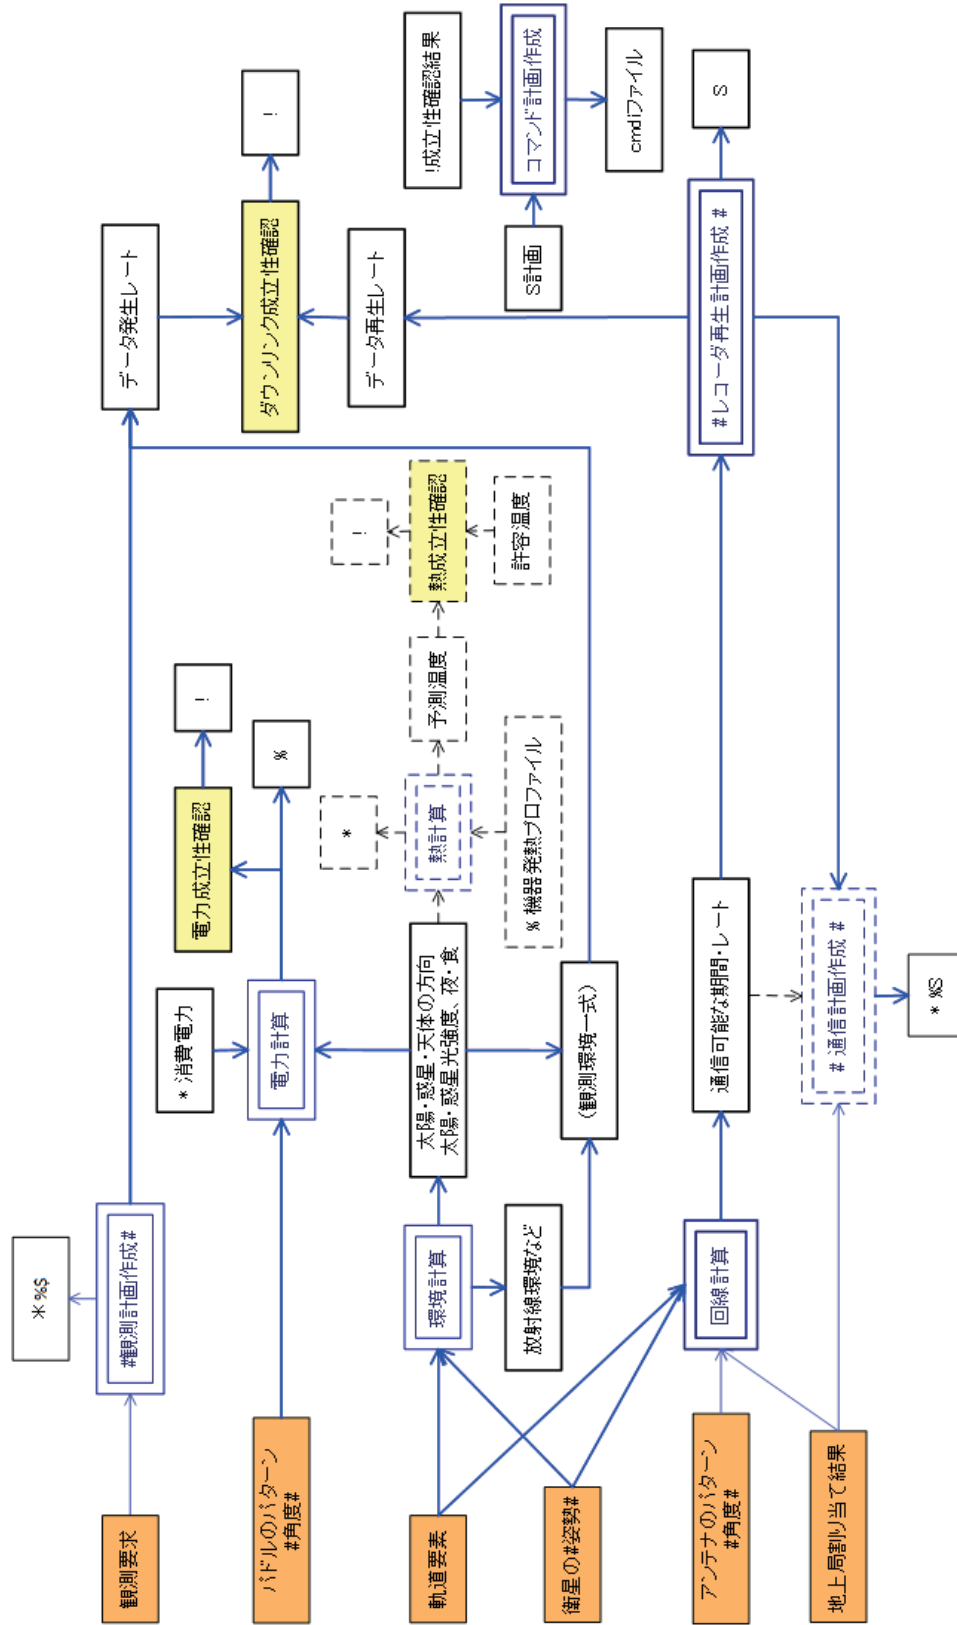 観測要求
#観測計画作成#
* %$
データ発生レート
ダウンリンク成立性確認
!
データ再生レート
パドルのパターン
#角度#
電力計算
* 消費電力
電力成立性確認
!
%
軌道要素
衛星の#姿勢#
環境計算
太陽・惑星・天体の方向
太陽・惑星光強度、夜・食
放射線環境など
(観測環境一式)
熱計算
*
% 機器発熱プロファイル
予測温度
熱成立性確認
!
許容温度
!成立性確認結果
S計画
コマンド計画作成
cmdiファイル
アンテナのパターン
#角度#
地上局割り当て結果
回線計算
通信可能な期間・レート
#レコーダ再生計画作成 #
S
# 通信計画作成 #
* %S